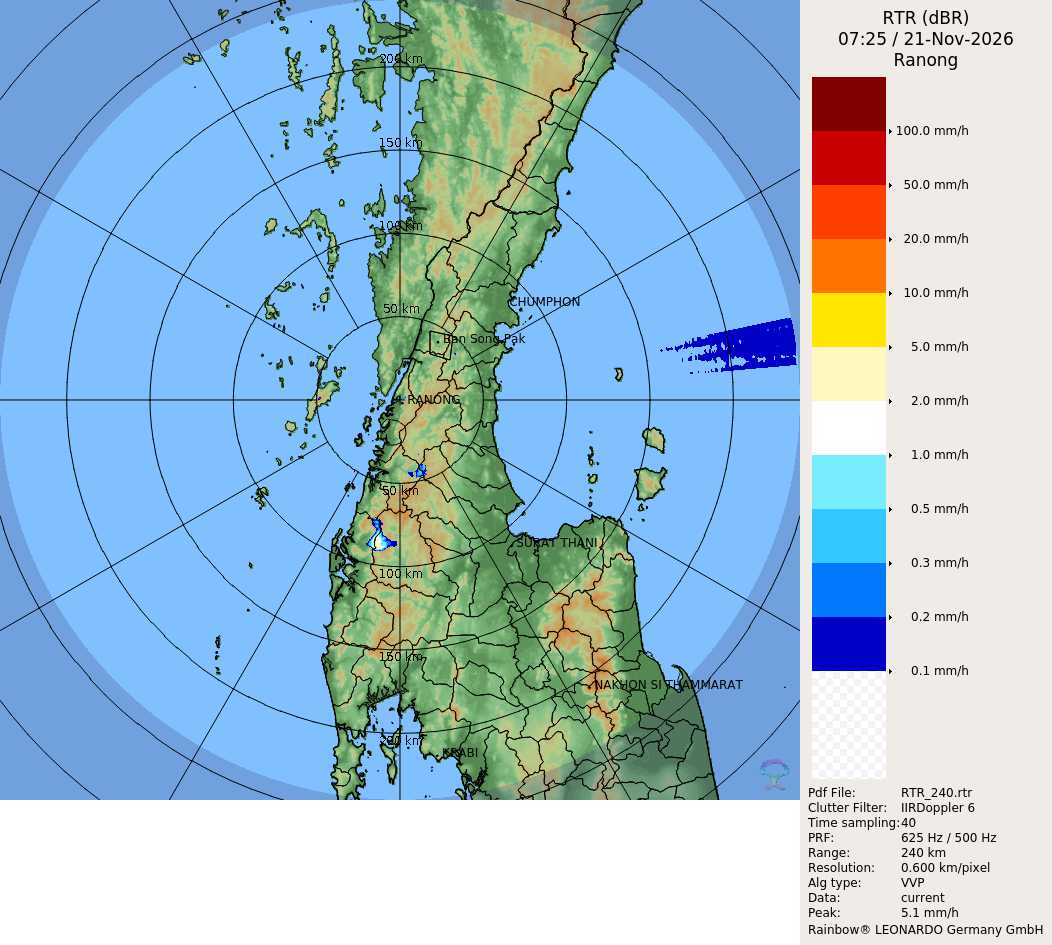 RTR (dBR)
07:25 / 21-Nov-2026
Ranong
200 km
150 km
100 km
50 km
CHUMPHON
Ban Song Pak
RANONG
50 km
SURAT THANI
100 km
150 km
NAKHON SI THAMMARAT
200 km
KRABI
100.0 mm/h
50.0 mm/h
20.0 mm/h
10.0 mm/h
5.0 mm/h
2.0 mm/h
1.0 mm/h
0.5 mm/h
0.3 mm/h
0.2 mm/h
0.1 mm/h
Pdf File: RTR_240.rtr
Clutter Filter: IIRDoppler 6
Time sampling: 40
PRF: 625 Hz / 500 Hz
Range: 240 km
Resolution: 0.600 km/pixel
Alg type: VVP
Data: current
Peak: 5.1 mm/h
Rainbow® LEONARDO Germany GmbH